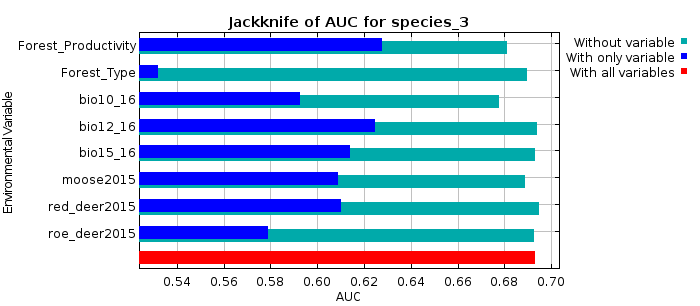 Jackknife of AUC for species_3
Environmental Variable
Forest_Productivity
Forest_Type
bio10_16
bio12_16
bio15_16
moose2015
red_deer2015
roe_deer2015
0.54 0.56 0.58 0.60 0.62 0.64 0.66 0.68 0.70
AUC
Without variable
With only variable
With all variables